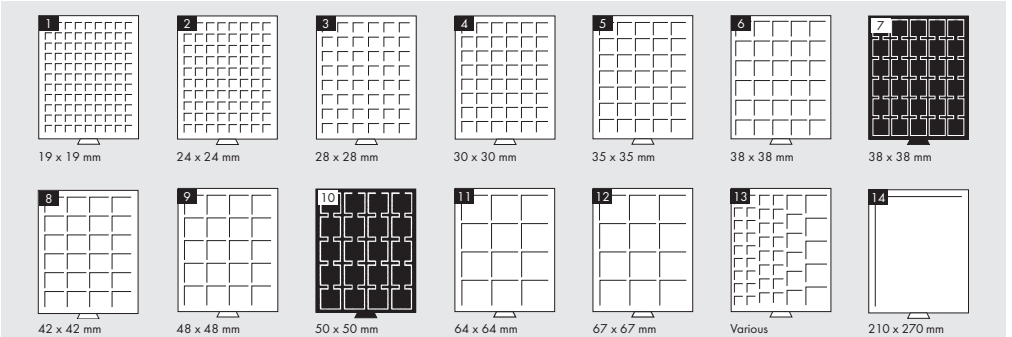 1 2 3 4 5 6 7
19 x 19 mm 24 x 24 mm 28 x 28 mm 30 x 30 mm 35 x 35 mm 38 x 38 mm 38 x 38 mm
8 9 10 11 12 13 14
42 x 42 mm 48 x 48 mm 50 x 50 mm 64 x 64 mm 67 x 67 mm Various 210 x 270 mm